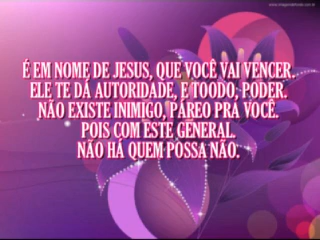 É EM NOME DE JESUS, QUE VOCÊ VAI VENCER.
ELE TE DÁ AUTORIDADE, E TOODO, PODER.
NÃO EXISTE INIMIGO, PÁREO PRA VOCÊ.
POIS COM ESTE GENERAL.
NÃO HÁ QUEM POSSA NÃO.